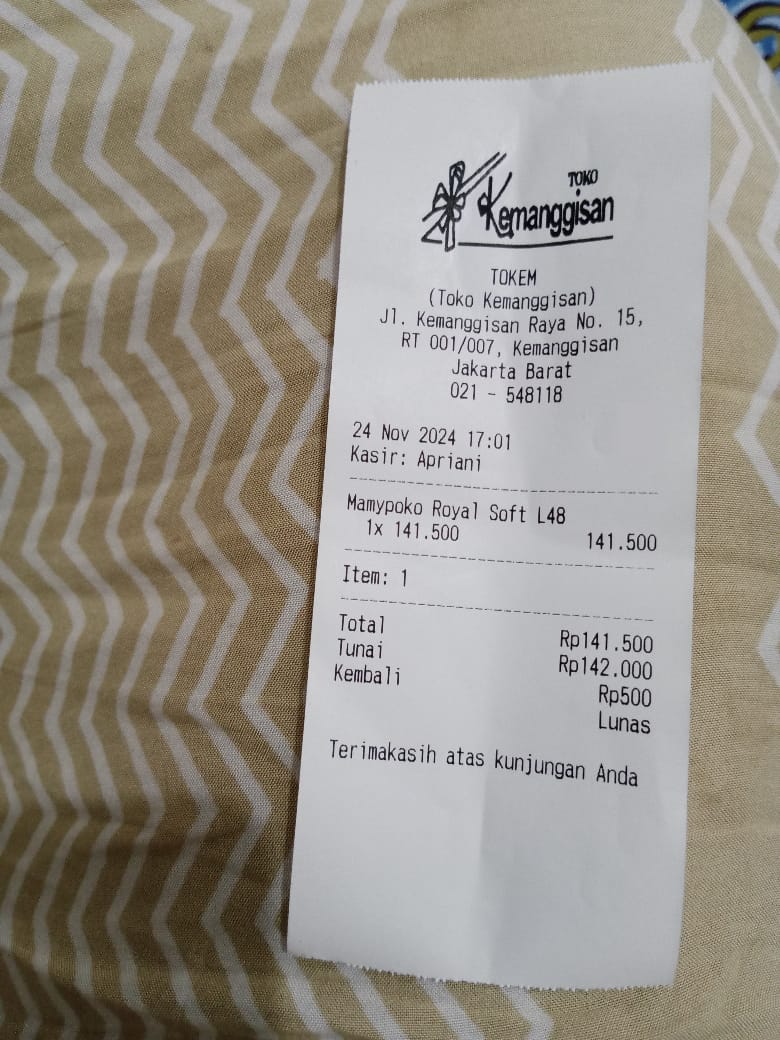 TOKO
Kemanggisan
TOKEM
(Toko Kemanggisan)
Jl. Kemanggisan Raya No. 15,
RT 001/007, Kemanggisan
Jakarta Barat
021 - 548118
24 Nov 2024 17:01
Kasir: Apriani
Mamypoko Royal Soft L48
1x 141.500 141.500
Item: 1
Total Rp141.500
Tunai Rp142.000
Kembali Rp500
Lunas
Terimakasih atas kunjungan Anda